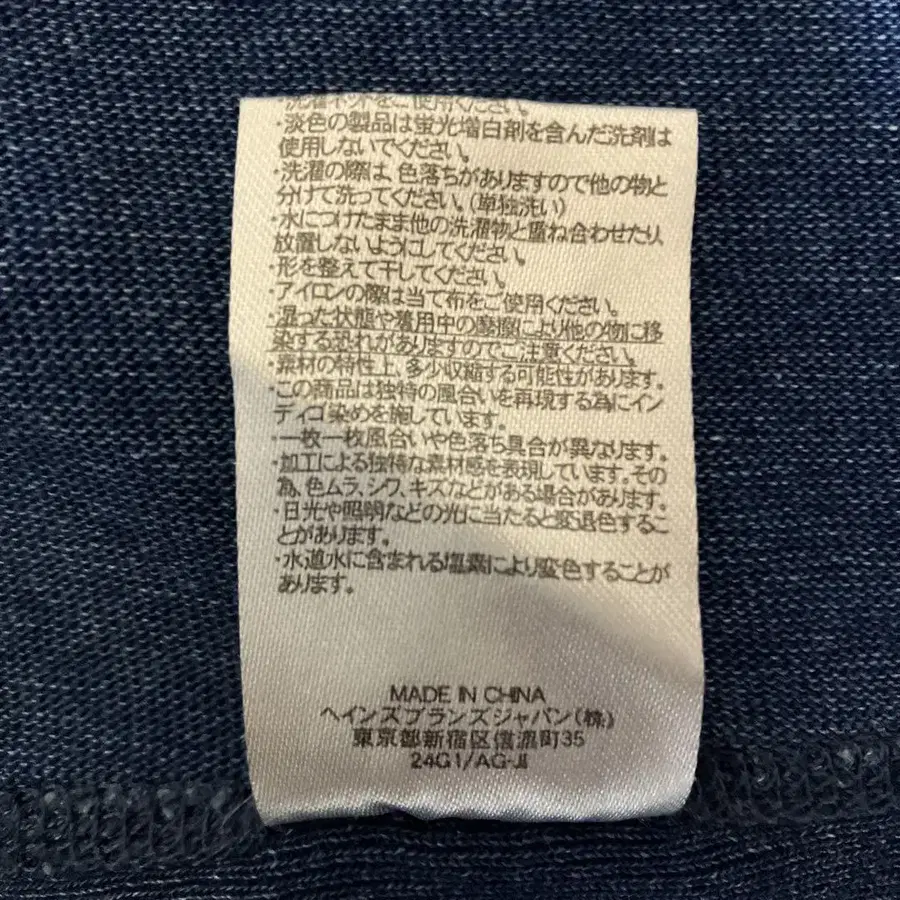 ・洗濯ネットをご使用ください。
・淡色の製品は蛍光増白剤を含んだ洗剤は
使用しないでください。
・洗濯の際は、色落ちがありますので他の物と
分けて洗ってください。(単独洗い)
・水につけたまま他の洗濯物と重ね合わせたり、
放置しないようにしてください。
・形を整えて干してください。
・アイロンの際は当て布をご使用ください。
・湿った状態や着用中の摩擦により他の物に移
染する恐れがありますのでご注意ください。
・素材の特性上、多少収縮する可能性があります。
・この商品は独特の風合いを再現する為にイン
ディゴ染めを施しています。
・一枚一枚風合いや色落ち具合が異なります。
・加工による独特な素材感を表現しています。その
為、色ムラ、シワ、キズなどがある場合があります。
・日光や照明などの光に当たると変退色するこ
とがあります。
・水道水に含まれる塩素により変色することが
あります。
MADE IN CHINA
ヘインズブランズジャパン(株)
東京都新宿区信濃町35
24G1/AG-JI